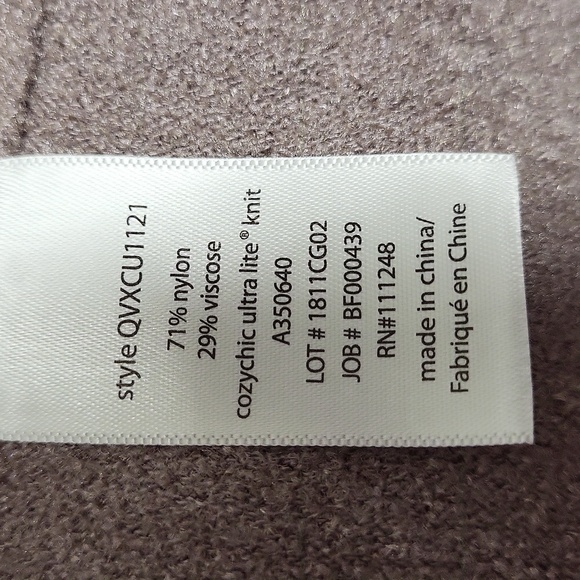 style QVXCU1121
71% nylon
29% viscose
cozychic ultra lite® knit
A350640
LOT # 1811CG02
JOB # BF000439
RN#111248
made in china/
Fabriqué en Chine